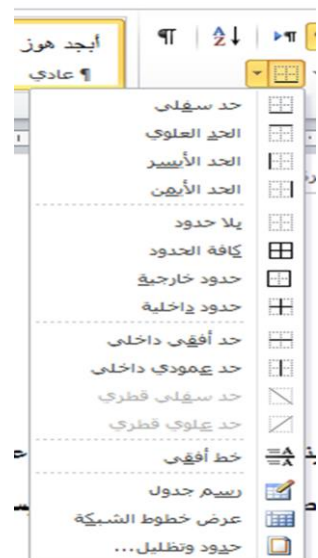 أبجد هوز
¶ عادي
حد سفلي
الحد العلوي
الحد الأيسر
الحد الأيمن
بلا حدود
كافة الحدود
حدود خارجية
حدود داخلية
حد أفقي داخلي
حد عمودي داخلي
حد سفلي قطري
حد علوي قطري
خط أفقي
رسم جدول
عرض خطوط الشبكة
حدود وتظليل...